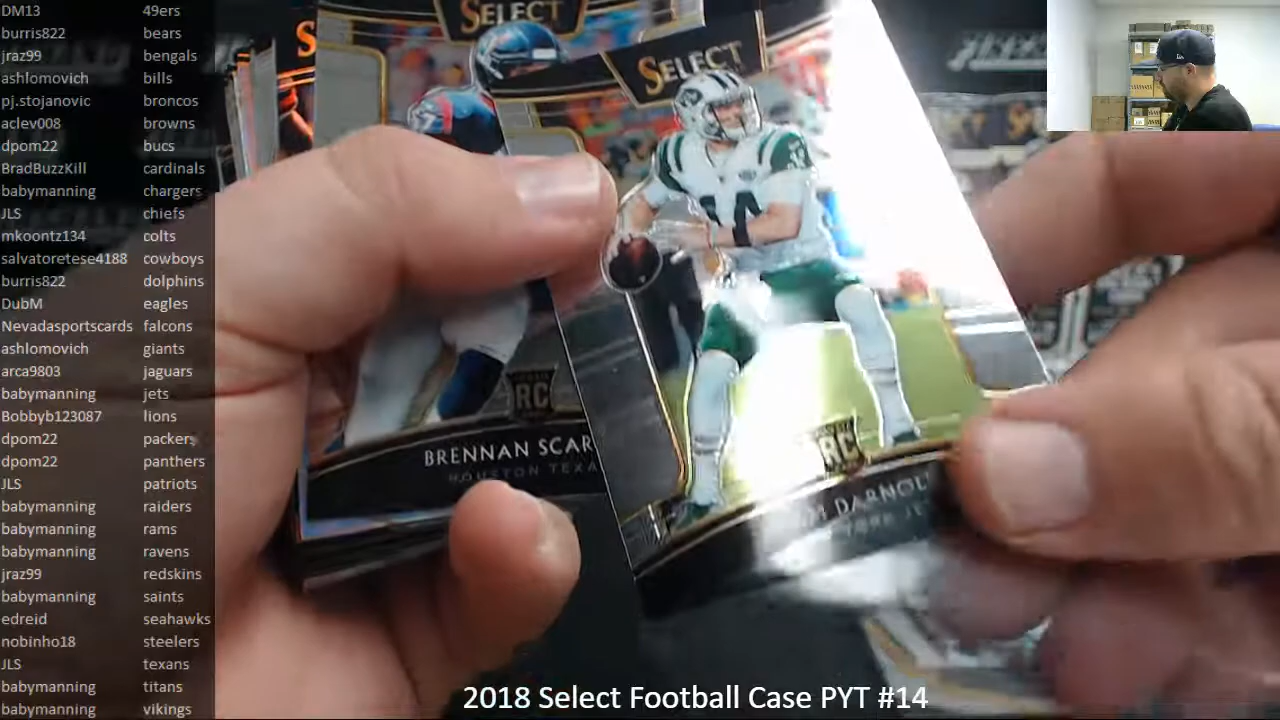 DM13 49ers
burris822 bears
jraz99 bengals
ashlomovich bills
pj.stojanovic broncos
aclev008 browns
dpom22 bucs
BradBuzzKill cardinals
babymanning chargers
JLS chiefs
mkoontz134 colts
salvatoretese4188 cowboys
burris822 dolphins
DubM eagles
Nevadasportscards falcons
ashlomovich giants
arca9803 jaguars
babymanning jets
Bobbyb123087 lions
dpom22 packers
dpom22 panthers
JLS patriots
babymanning raiders
babymanning rams
babymanning ravens
jraz99 redskins
babymanning saints
edreid seahawks
nobinho18 steelers
JLS texans
babymanning titans
babymanning vikings
SELECT
SELECT
14
RC
BRENNAN SCAR
HOUSTON TEXA
RC
DARNOL
2018 Select Football Case PYT #14